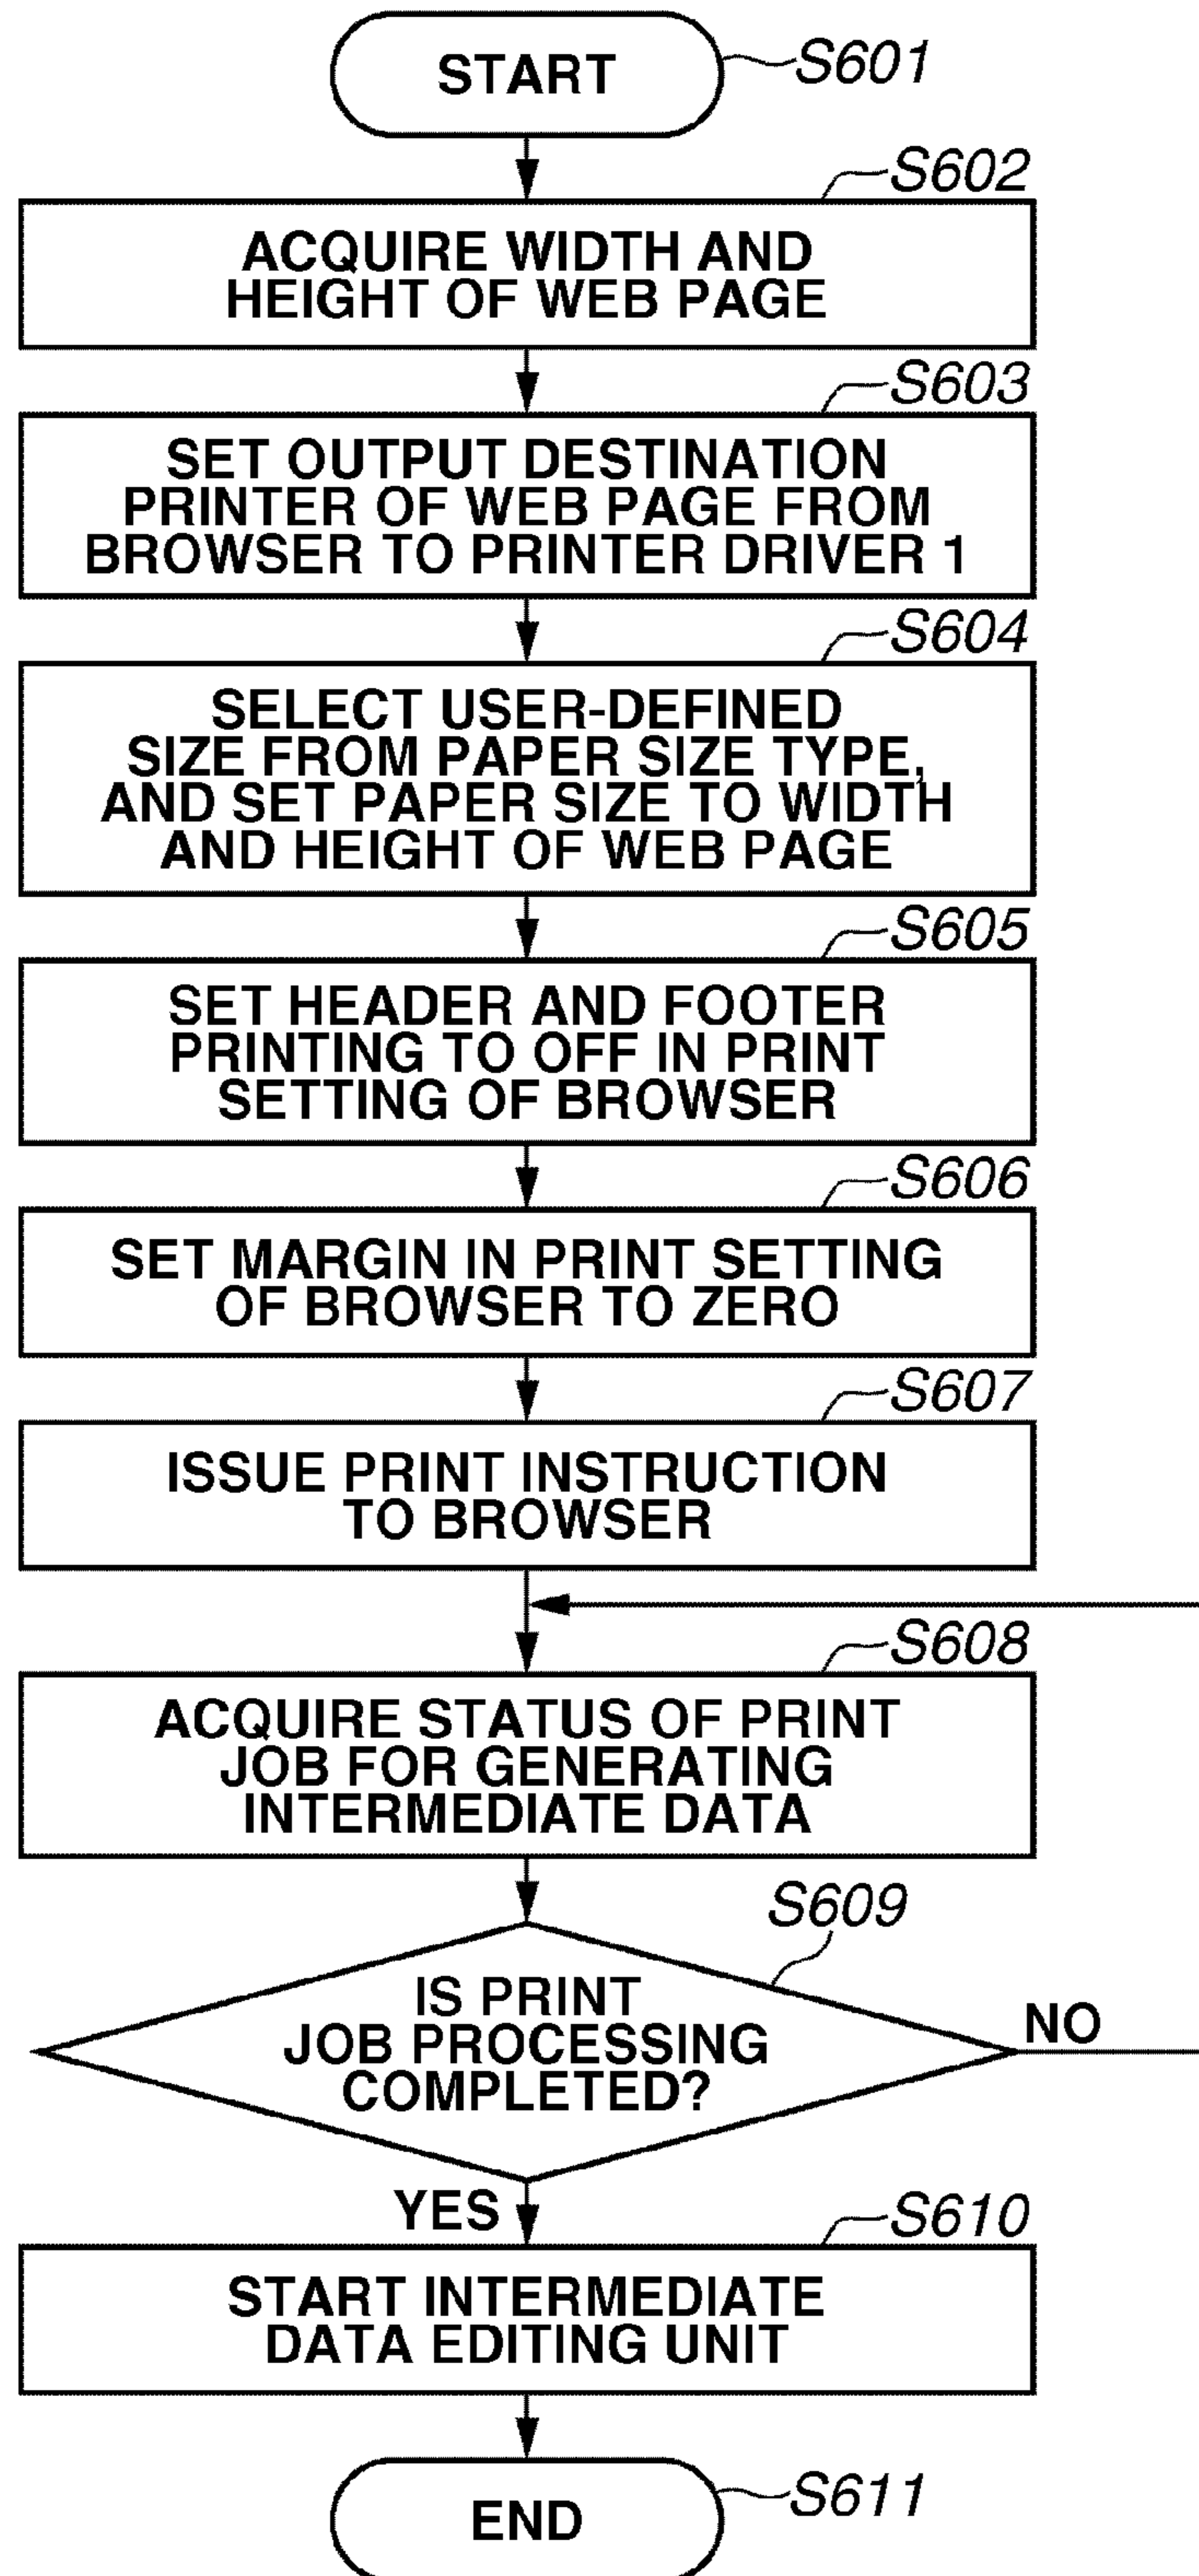 START
S601
S602
ACQUIRE WIDTH AND
HEIGHT OF WEB PAGE
S603
SET OUTPUT DESTINATION
PRINTER OF WEB PAGE FROM
BROWSER TO PRINTER DRIVER 1
S604
SELECT USER-DEFINED
SIZE FROM PAPER SIZE TYPE,
AND SET PAPER SIZE TO WIDTH
AND HEIGHT OF WEB PAGE
S605
SET HEADER AND FOOTER
PRINTING TO OFF IN PRINT
SETTING OF BROWSER
S606
SET MARGIN IN PRINT SETTING
OF BROWSER TO ZERO
S607
ISSUE PRINT INSTRUCTION
TO BROWSER
S608
ACQUIRE STATUS OF PRINT
JOB FOR GENERATING
INTERMEDIATE DATA
S609
IS PRINT
JOB PROCESSING
COMPLETED?
NO
YES
S610
START INTERMEDIATE
DATA EDITING UNIT
END
S611